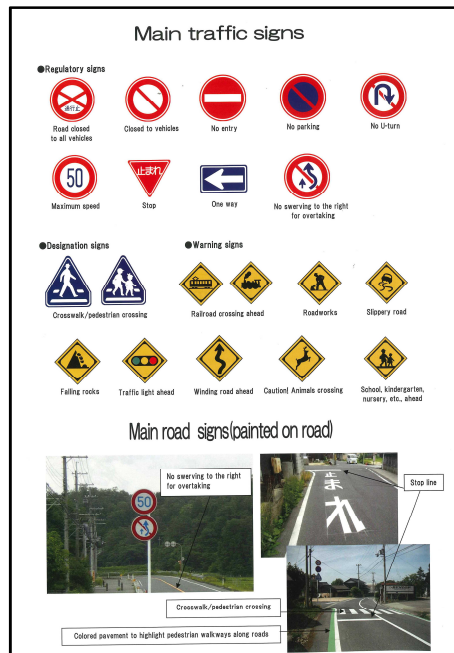 Main traffic signs
●Regulatory signs
通行止
Road closed
to all vehicles
Closed to vehicles
No entry
No parking
No U-turn
50
止まれ
Maximum speed
Stop
One way
No swerving to the right
for overtaking
●Designation signs
●Warning signs
Crosswalk/pedestrian crossing
Railroad crossing ahead
Roadworks
Slippery road
Falling rocks
Traffic light ahead
Winding road ahead
Caution! Animals crossing
School, kindergarten,
nursery, etc., ahead
Main road signs(painted on road)
No swerving to the right
for overtaking
50
止まれ
Stop line
Crosswalk/pedestrian crossing
Colored pavement to highlight pedestrian walkways along roads